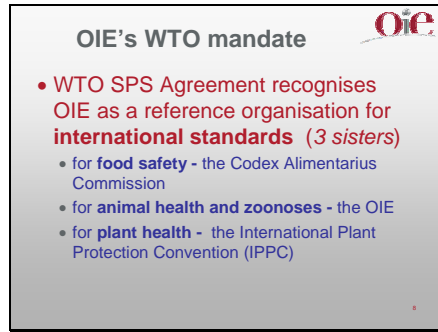 OIE's WTO mandate
Oie
• WTO SPS Agreement recognises
OIE as a reference organisation for
international standards (3 sisters)
• for food safety - the Codex Alimentarius
Commission
• for animal health and zoonoses - the OIE
• for plant health - the International Plant
Protection Convention (IPPC)